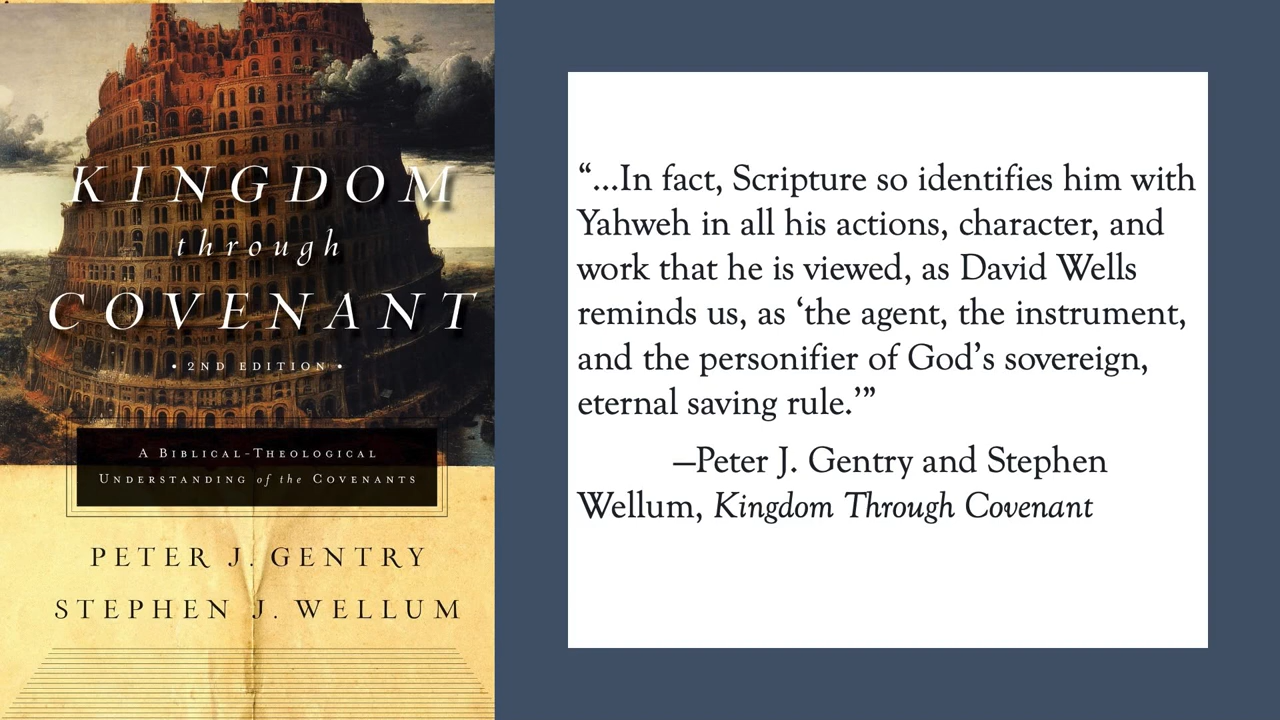 KINGDOM
through
COVENANT
• 2ND EDITION •
A BIBLICAL-THEOLOGICAL
UNDERSTANDING of the COVENANTS
PETER J. GENTRY
STEPHEN J. WELLUM
“...In fact, Scripture so identifies him with
Yahweh in all his actions, character, and
work that he is viewed, as David Wells
reminds us, as ‘the agent, the instrument,
and the personifier of God’s sovereign,
eternal saving rule.’”
—Peter J. Gentry and Stephen
Wellum, Kingdom Through Covenant